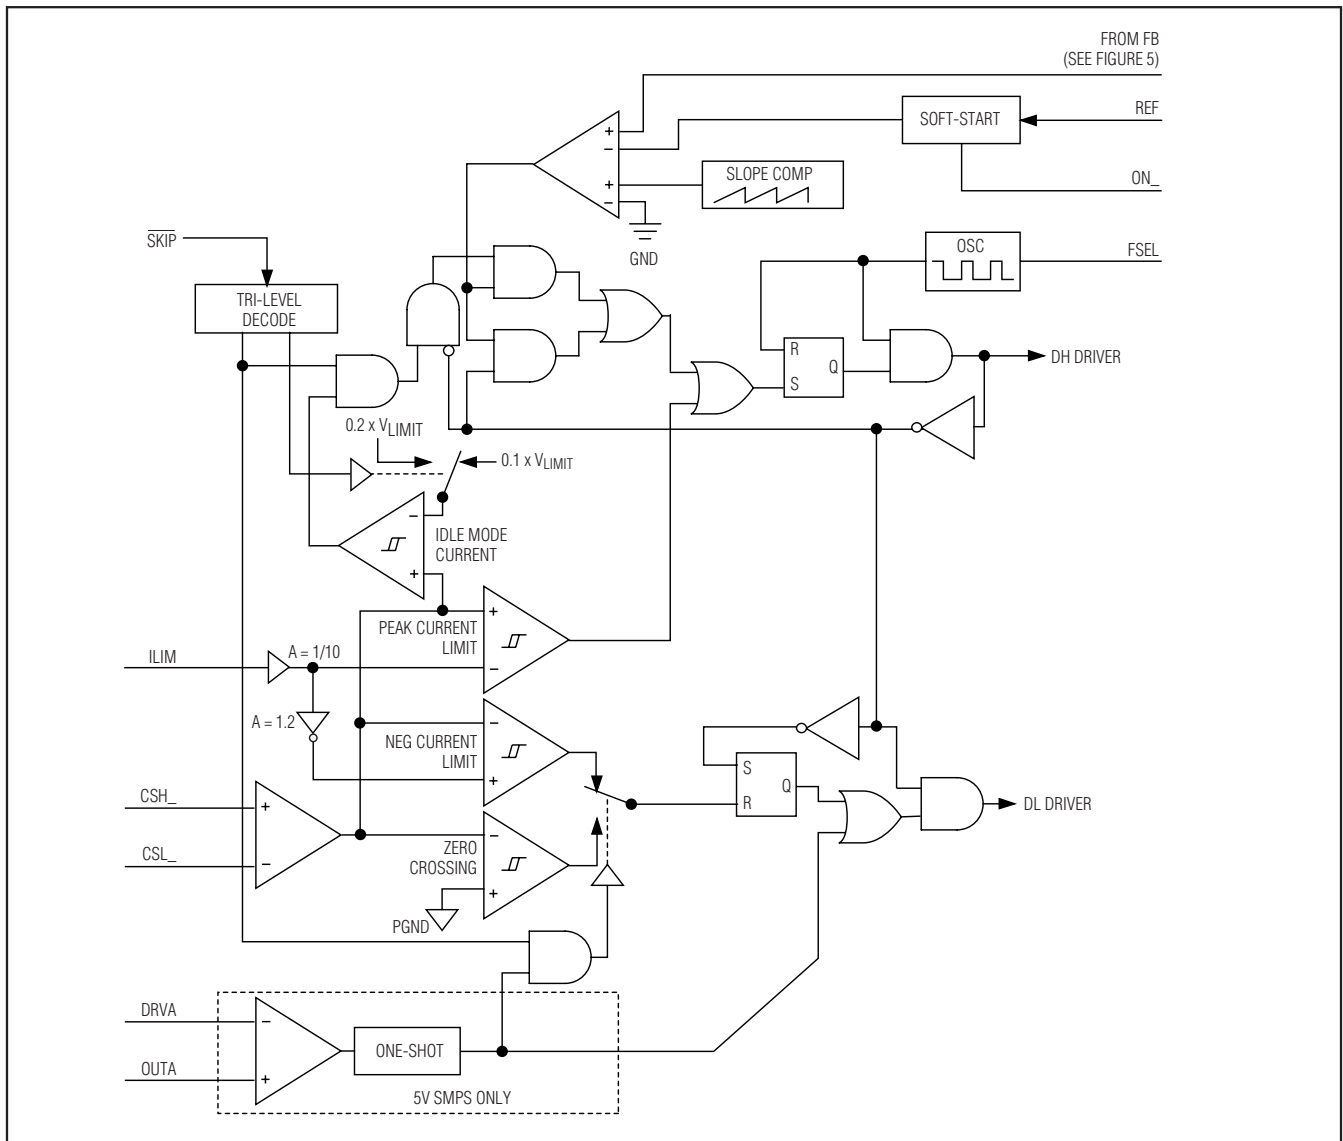 FROM FB
(SEE FIGURE 5)
REF
SOFT-START
ON_
+
−
+
−
SLOPE COMP
GND
SKIP
OSC
FSEL
TRI-LEVEL
DECODE
R
S
Q
DH DRIVER
0.2 x VLIMIT
0.1 x VLIMIT
−
+
IDLE MODE
CURRENT
+
−
PEAK CURRENT
LIMIT
ILIM
A = 1/10
A = 1.2
−
+
NEG CURRENT
LIMIT
S
R
Q
DL DRIVER
CSH_
CSL_
+
−
−
+
ZERO
CROSSING
PGND
DRVA
OUTA
−
+
ONE-SHOT
5V SMPS ONLY